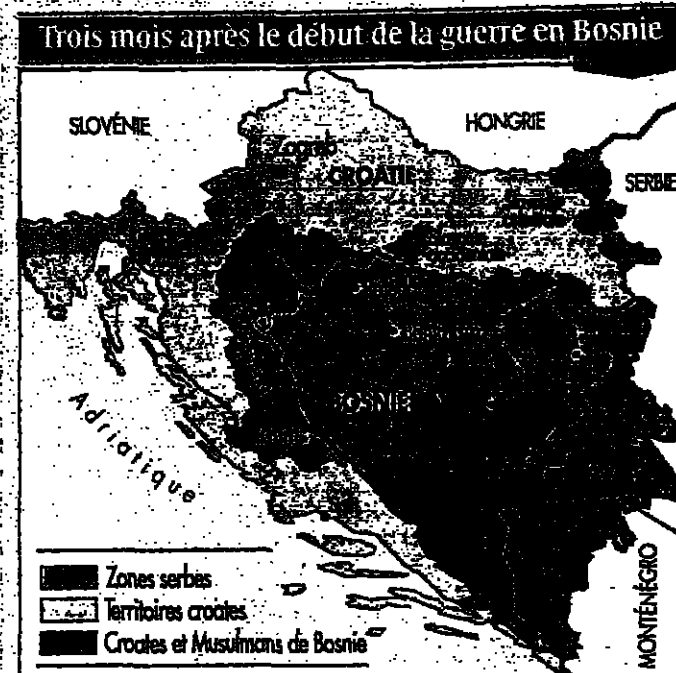 Trois mois après le début de la guerre en Bosnie
SLOVÉNIE
HONGRIE
Zagreb
CROATIE
SERBIE
BOSNIE
Adriatique
MONTÉNÉGRO
Zones serbes
Territoires croates
Croates et Musulmans de Bosnie